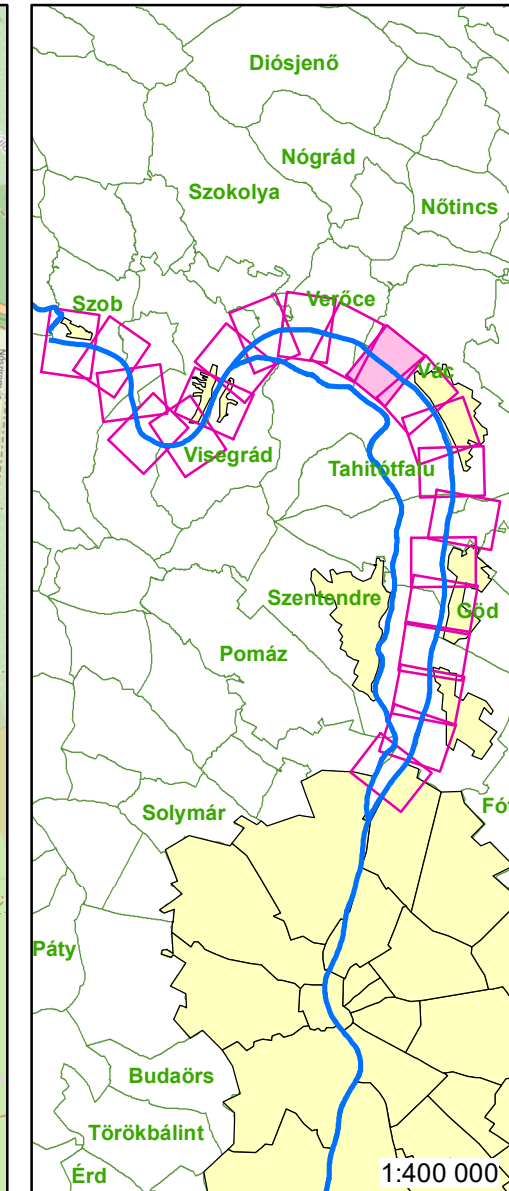 Diósjenő
Nógrád
Szokolya
Nőtincs
Szob
Verőce
Vác
Visegrád
Tahitótfalu
Szentendre
Göd
Pomáz
Solymár
Fót
Páty
Budaörs
Törökbálint
Érd
1:400 000